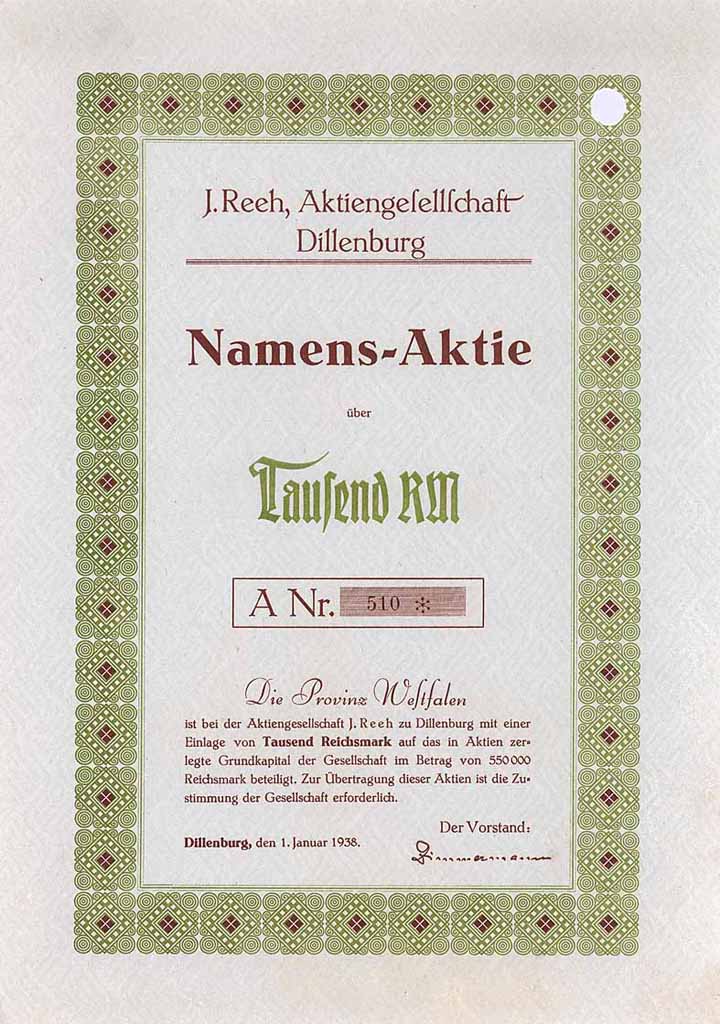 J. Reeh, Aktiengeſellſchaft
Dillenburg
Namens-Aktie
über
Tauſend RM
A Nr. 510 *
Die Provinz Weſtfalen
ist bei der Aktiengesellschaft J. Reeh zu Dillenburg mit einer
Einlage von Tausend Reichsmark auf das in Aktien zer-
legte Grundkapital der Gesellschaft im Betrag von 550 000
Reichsmark beteiligt. Zur Übertragung dieser Aktien ist die Zu-
stimmung der Gesellschaft erforderlich.
Der Vorstand:
Dillenburg, den 1. Januar 1938.
Zimmermann